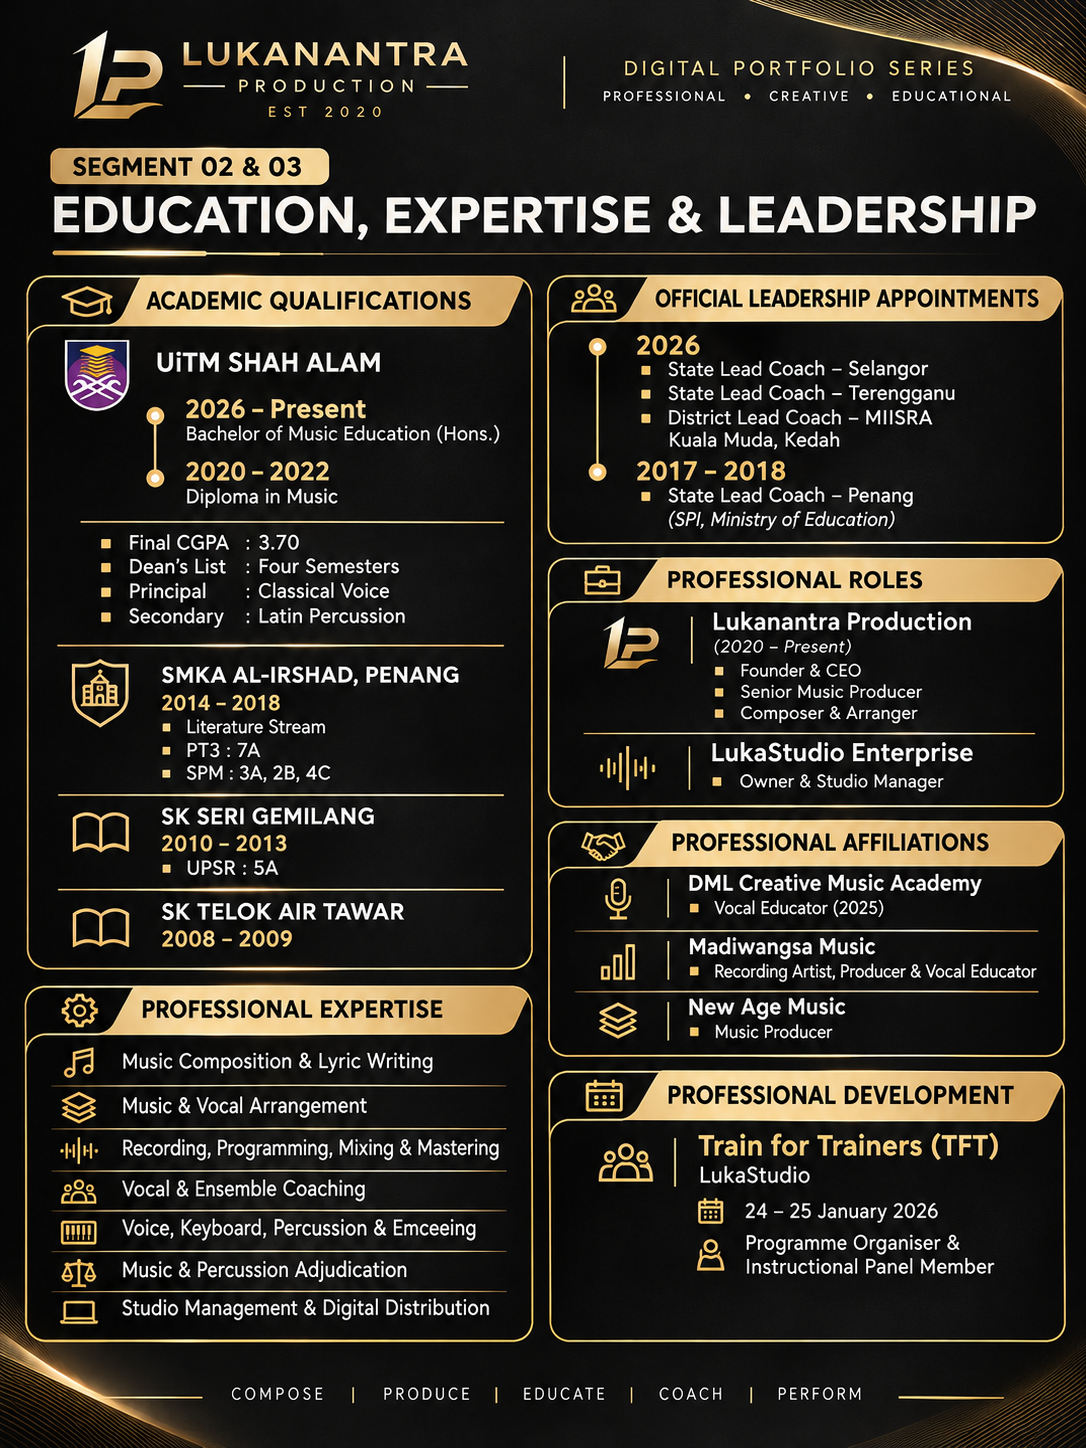 LUKANANTRA
PRODUCTION
EST 2020
DIGITAL PORTFOLIO SERIES
PROFESSIONAL • CREATIVE • EDUCATIONAL
SEGMENT 02 & 03
EDUCATION, EXPERTISE & LEADERSHIP
ACADEMIC QUALIFICATIONS
UiTM SHAH ALAM
2026 – Present
Bachelor of Music Education (Hons.)
2020 – 2022
Diploma in Music
Final CGPA : 3.70
Dean's List : Four Semesters
Principal : Classical Voice
Secondary : Latin Percussion
SMKA AL-IRSHAD, PENANG
2014 – 2018
Literature Stream
PT3 : 7A
SPM : 3A, 2B, 4C
SK SERI GEMILANG
2010 – 2013
UPSR : 5A
SK TELOK AIR TAWAR
2008 – 2009
PROFESSIONAL EXPERTISE
Music Composition & Lyric Writing
Music & Vocal Arrangement
Recording, Programming, Mixing & Mastering
Vocal & Ensemble Coaching
Voice, Keyboard, Percussion & Emceeing
Music & Percussion Adjudication
Studio Management & Digital Distribution
OFFICIAL LEADERSHIP APPOINTMENTS
2026
State Lead Coach – Selangor
State Lead Coach – Terengganu
District Lead Coach – MIISRA
Kuala Muda, Kedah
2017 – 2018
State Lead Coach – Penang
(SPI, Ministry of Education)
PROFESSIONAL ROLES
LP
Lukanantra Production
(2020 – Present)
Founder & CEO
Senior Music Producer
Composer & Arranger
LukaStudio Enterprise
Owner & Studio Manager
PROFESSIONAL AFFILIATIONS
DML Creative Music Academy
Vocal Educator (2025)
Madiwangsa Music
Recording Artist, Producer & Vocal Educator
New Age Music
Music Producer
PROFESSIONAL DEVELOPMENT
Train for Trainers (TFT)
LukaStudio
24 – 25 January 2026
Programme Organiser &
Instructional Panel Member
COMPOSE | PRODUCE | EDUCATE | COACH | PERFORM